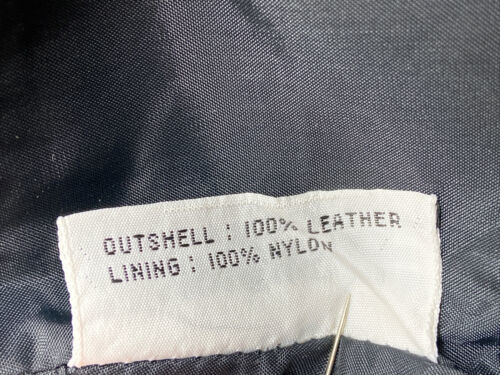 OUTSHELL : 100% LEATHER
LINING : 100% NYLON